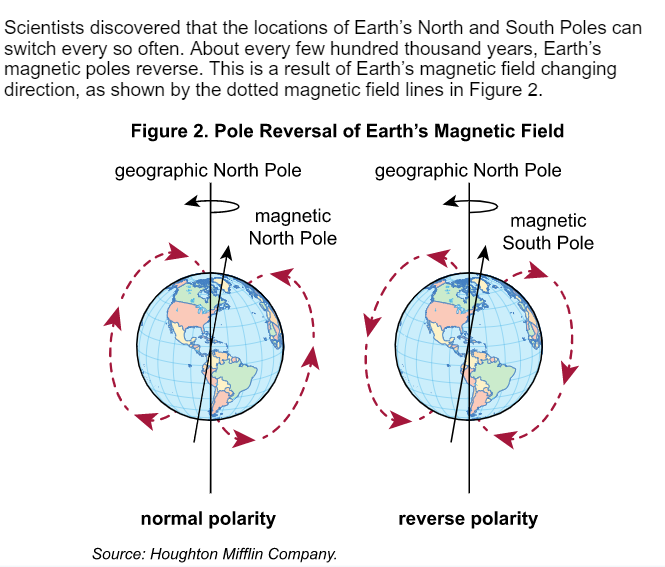 Scientists discovered that the locations of Earth’s North and South Poles can
switch every so often. About every few hundred thousand years, Earth’s
magnetic poles reverse. This is a result of Earth’s magnetic field changing
direction, as shown by the dotted magnetic field lines in Figure 2.
Figure 2. Pole Reversal of Earth’s Magnetic Field
geographic North Pole
magnetic
North Pole
normal polarity
geographic North Pole
magnetic
South Pole
reverse polarity
Source: Houghton Mifflin Company.